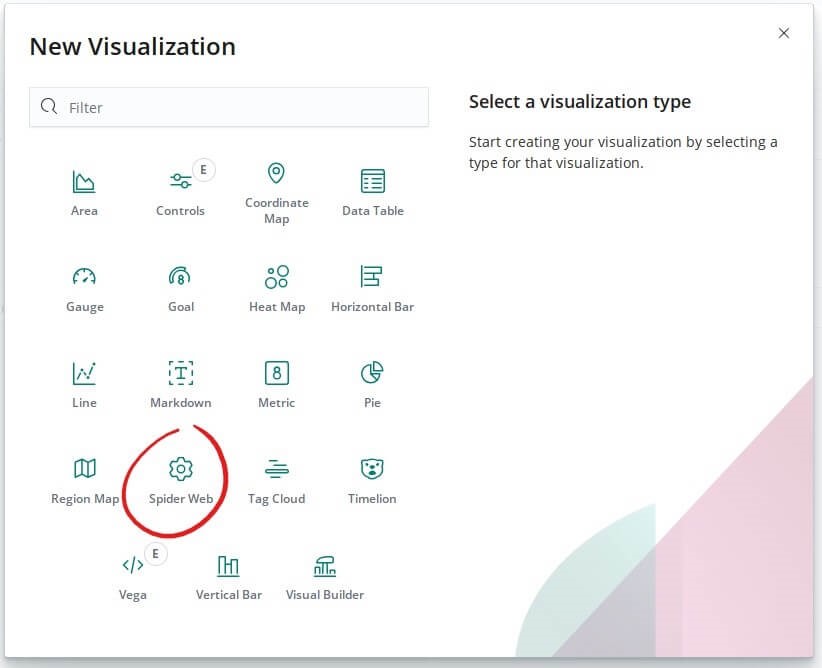 New Visualization
Filter
Select a visualization type
Start creating your visualization by selecting a
type for that visualization.
E
Area
Controls
Coordinate
Map
Data Table
8
Gauge
Goal
Heat Map
Horizontal Bar
T
8
Line
Markdown
Metric
Pie
Region Map
Spider Web
Tag Cloud
Timelion
E
Vega
Vertical Bar
Visual Builder